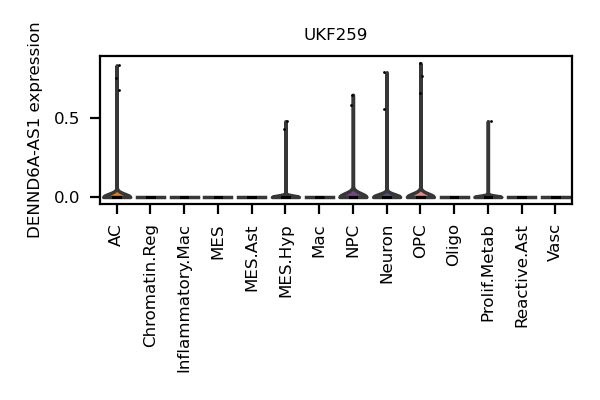 UKF259
DENND6A-AS1 expression
0.5
0.0
AC
Chromatin.Reg
Inflammatory.Mac
MES
MES.Ast
MES.Hyp
Mac
NPC
Neuron
OPC
Oligo
Prolif.Metab
Reactive.Ast
Vasc